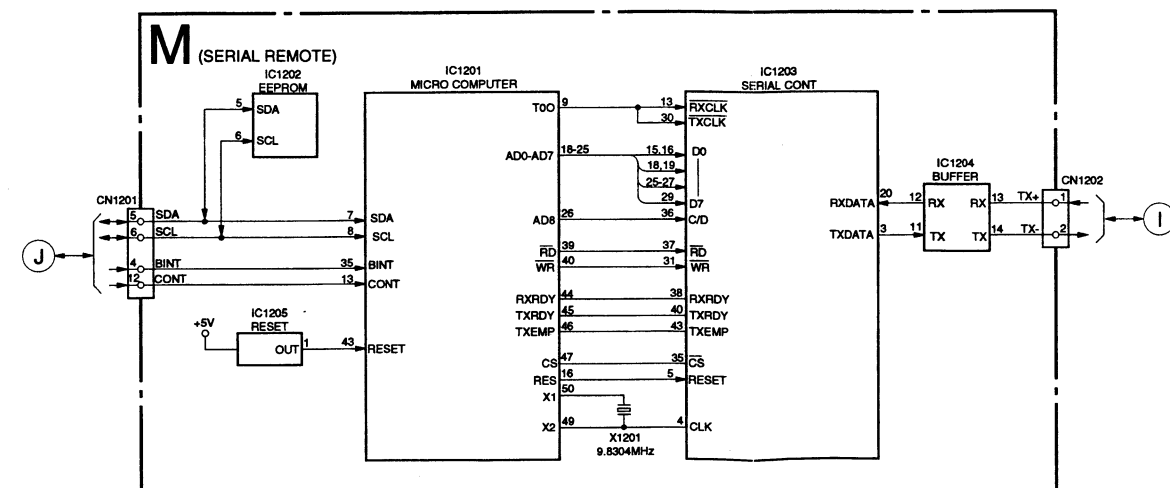 M (SERIAL REMOTE)
IC1202
EEPROM
5 SDA
6 SCL
IC1201
MICRO COMPUTER
IC1203
SERIAL CONT
T0O 9 13 RXCLK
30 TXCLK
AD0-AD7 18-25 15,16 D0
18,19
25-27
29 D7
AD8 26 36 C/D
RD 39 37 RD
WR 40 31 WR
RXRDY 44 38 RXRDY
TXRDY 45 40 TXRDY
TXEMP 46 43 TXEMP
CS 47 35 CS
RES 16 5 RESET
X1 50
X2 49 4 CLK
X1201
9.8304MHz
CN1201
5 SDA 7 SDA
6 SCL 8 SCL
4 BINT 35 BINT
12 CONT 13 CONT
J
+5V
IC1205
RESET
OUT 1 43 RESET
IC1204
BUFFER
CN1202
RXDATA 20 12 RX RX 13 TX+ 1
TXDATA 3 11 TX TX 14 TX- 2
I